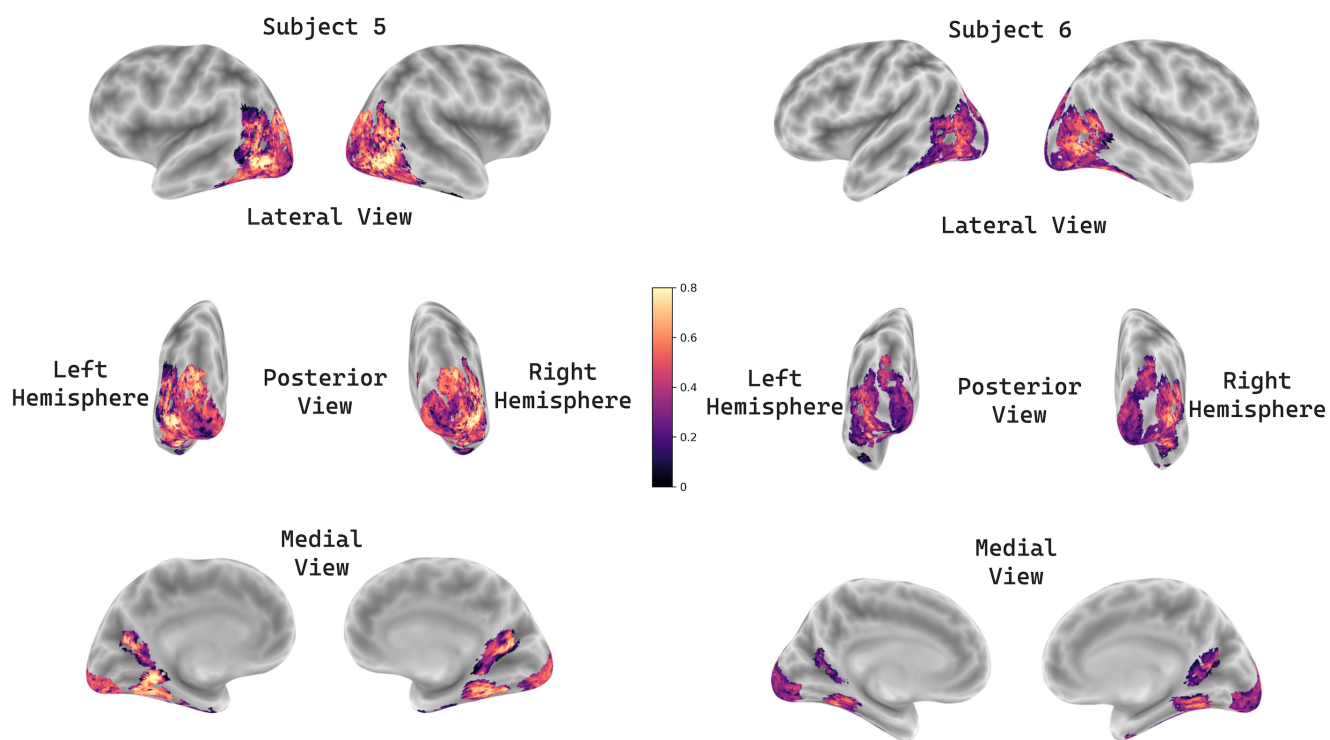 Subject 5
Subject 6
Lateral View
Lateral View
0.8
0.6
0.4
0.2
0
Left
Hemisphere
Posterior
View
Right
Hemisphere
Left
Hemisphere
Posterior
View
Right
Hemisphere
Medial
View
Medial
View